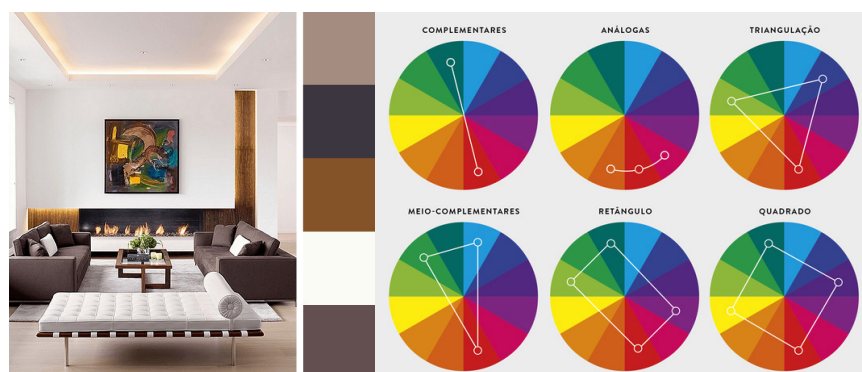 COMPLEMENTARES
ANÁLOGAS
TRIANGULAÇÃO
MEIO-COMPLEMENTARES
RETÂNGULO
QUADRADO